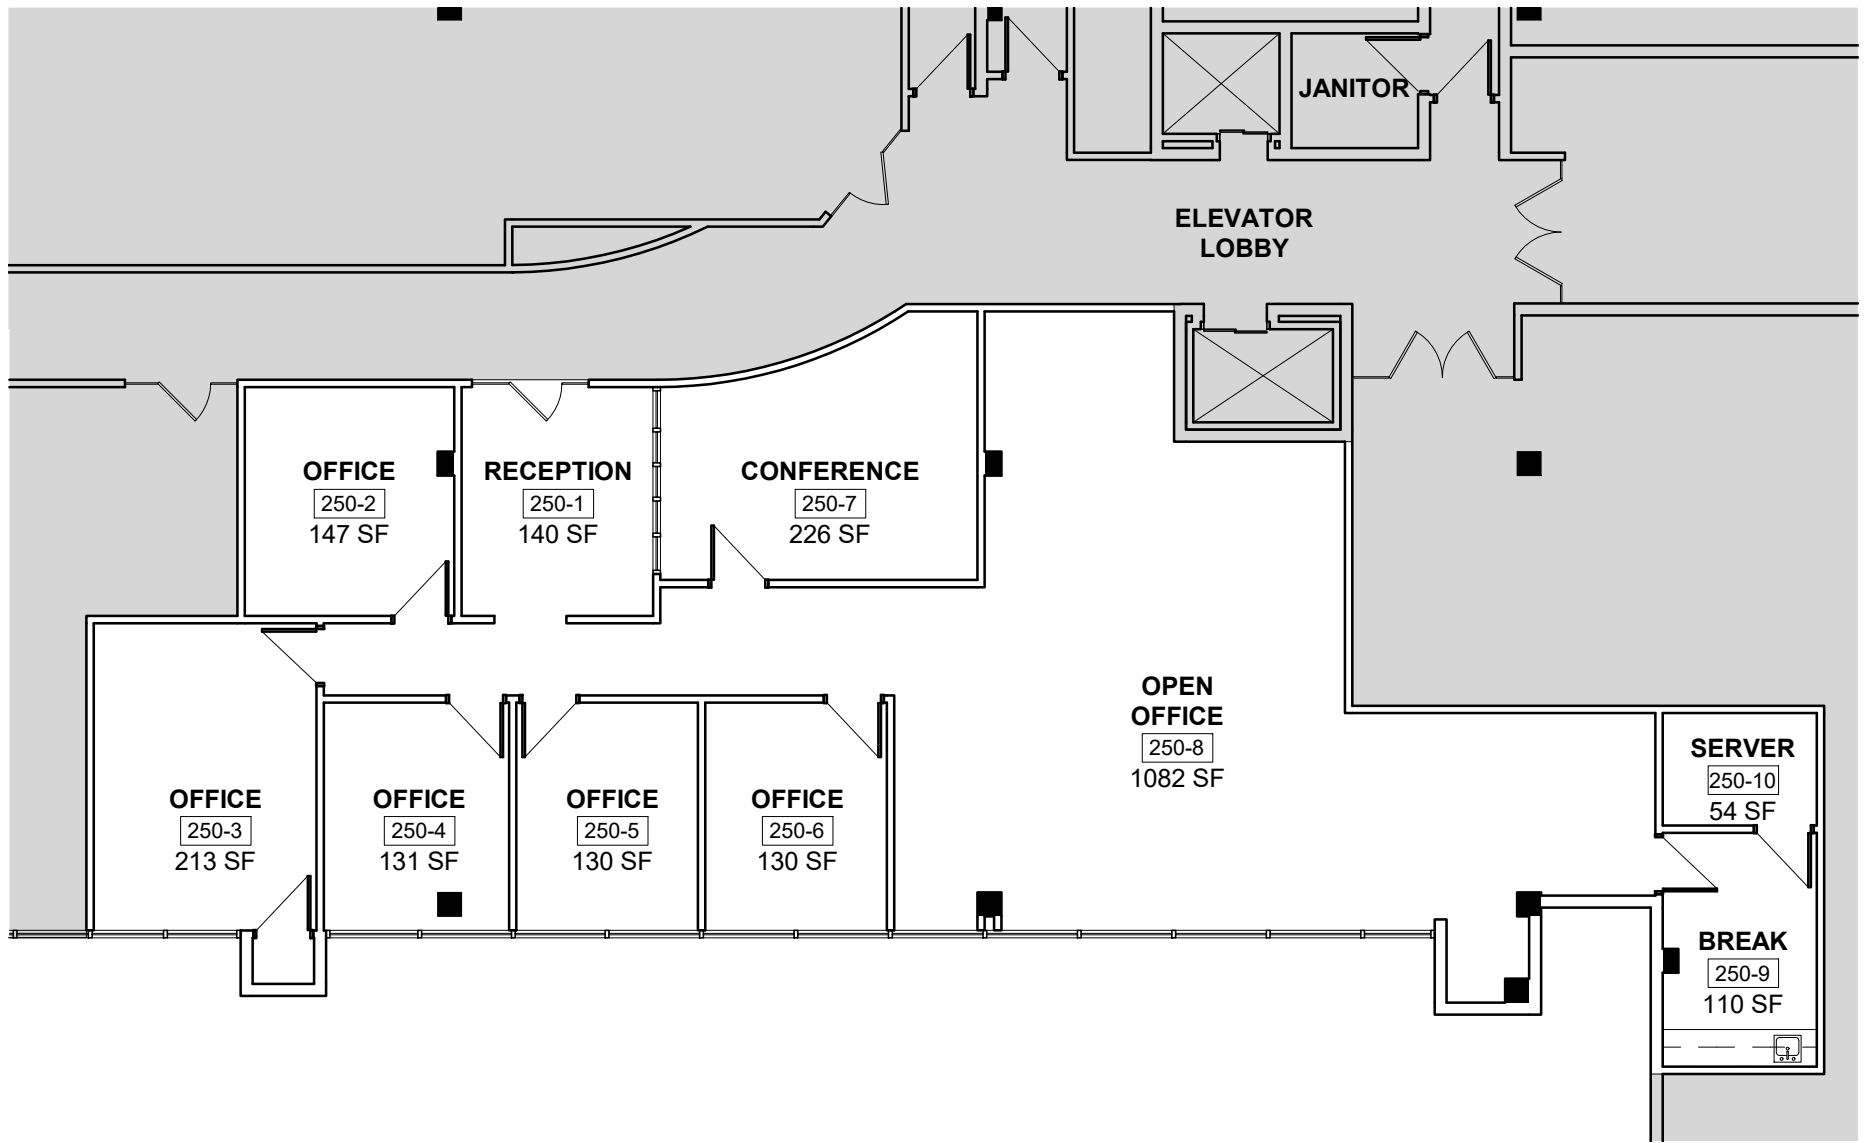 JANITOR
ELEVATOR
LOBBY
OFFICE
250-2
147 SF
RECEPTION
250-1
140 SF
CONFERENCE
250-7
226 SF
OPEN
OFFICE
250-8
1082 SF
SERVER
250-10
54 SF
OFFICE
250-3
213 SF
OFFICE
250-4
131 SF
OFFICE
250-5
130 SF
OFFICE
250-6
130 SF
BREAK
250-9
110 SF